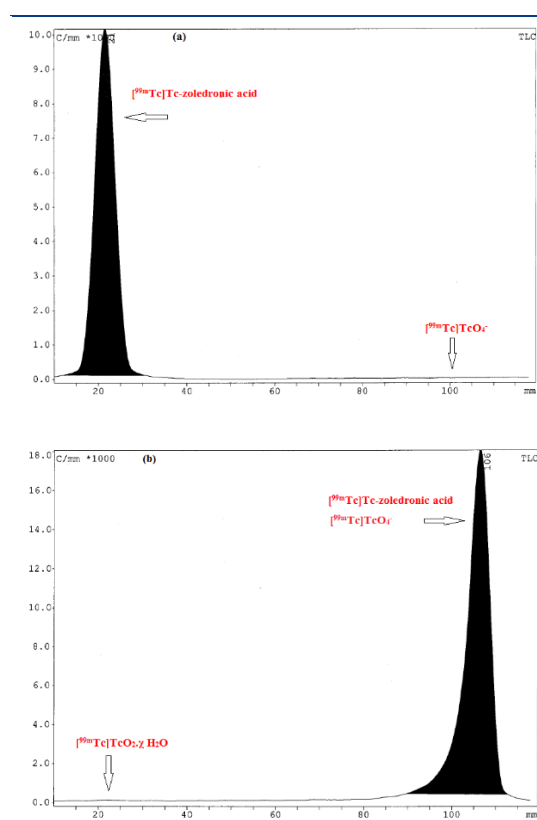 C/mm *10 (a) TLC
10.0
9.0
[⁹⁹ᵐTc]Tc-zoledronic acid
8.0
7.0
6.0
5.0
4.0
3.0
2.0
[⁹⁹ᵐTc]TcO₄⁻
1.0
0.0
20 40 60 80 100 mm
18.0 C/mm *1000 (b) 106 TLC
16.0
[⁹⁹ᵐTc]Tc-zoledronic acid
[⁹⁹ᵐTc]TcO₄⁻
14.0
12.0
10.0
8.0
6.0
4.0
[⁹⁹ᵐTc]TcO₂.χ H₂O
2.0
0.0
20 40 60 80 100 mm